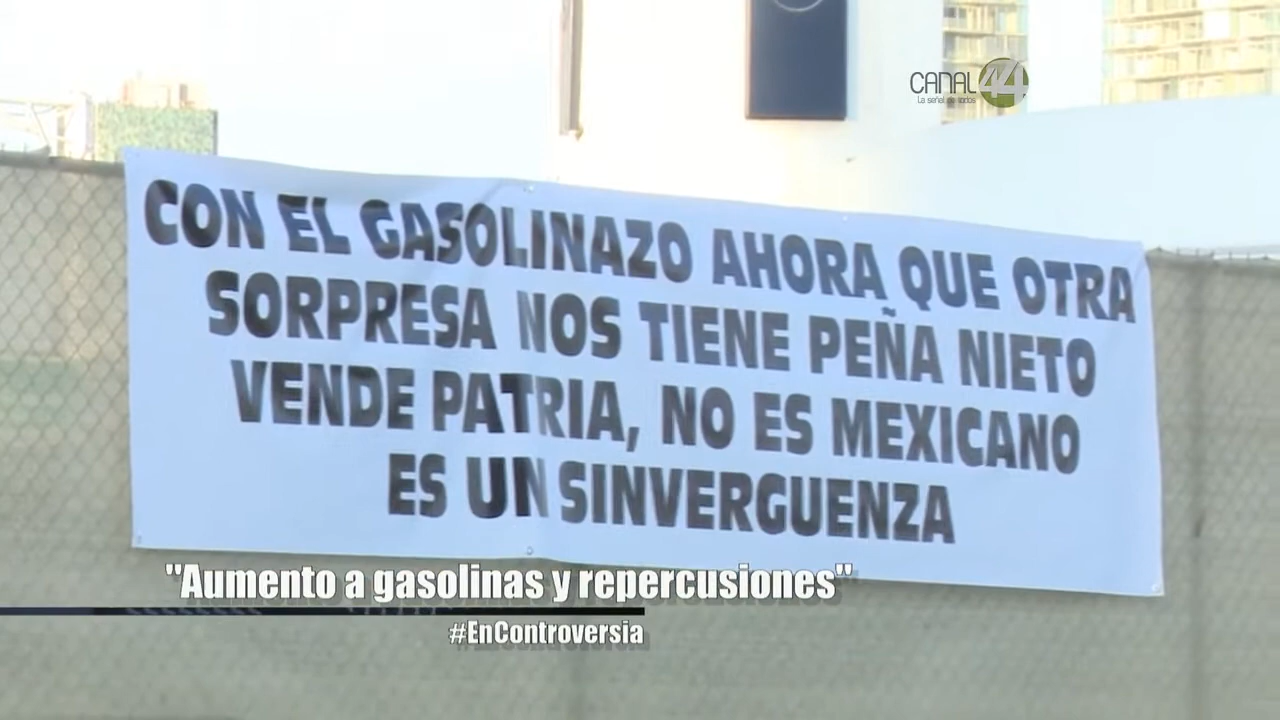 CANAL 44
La señal de todos
CON EL GASOLINAZO AHORA QUE OTRA
SORPRESA NOS TIENE PEÑA NIETO
VENDE PATRIA, NO ES MEXICANO
ES UN SINVERGUENZA
"Aumento a gasolinas y repercusiones"
#EnControversia